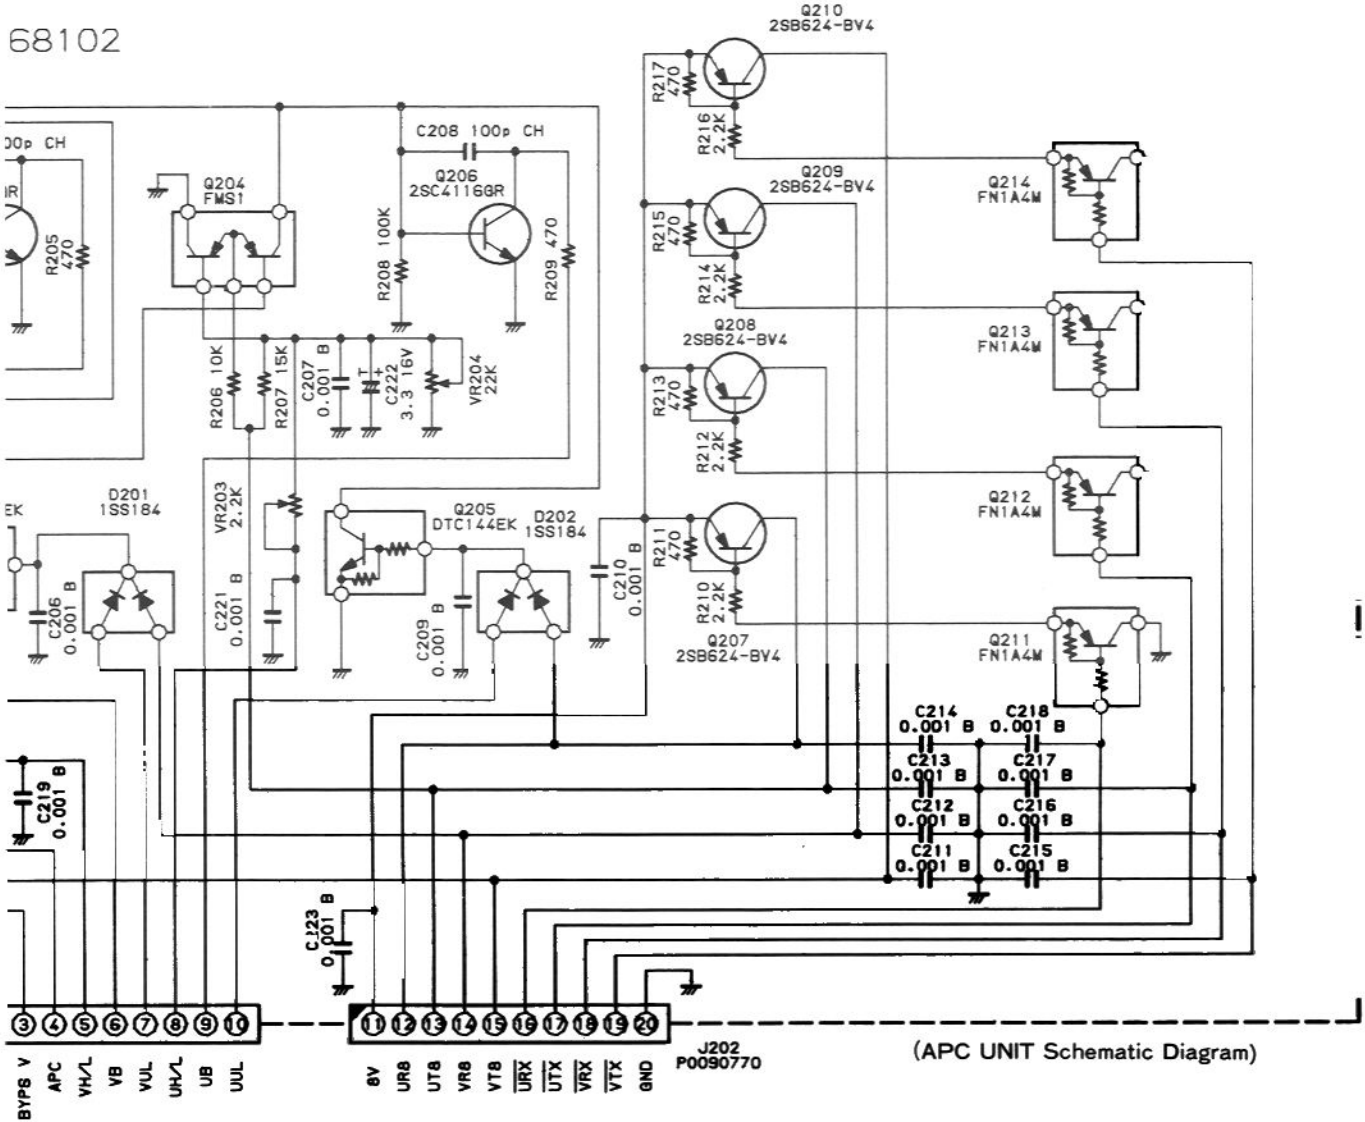 68102
Q210
2SB624-BV4
R217
470
R216
2.2K
00p CH
C208 100p CH
Q204
FMS1
Q206
2SC4116GR
Q209
2SB624-BV4
Q214
FN1A4M
R205
470
R208 100K
R209 470
R215
470
R214
2.2K
Q208
2SB624-BV4
Q213
FN1A4M
R206 10K
R207 15K
C207
0.001 B
C222
3.3 16V
VR204
22K
R213
470
R212
2.2K
EK
D201
1SS184
VR203
2.2K
Q205
DTC144EK
D202
1SS184
Q212
FN1A4M
C206
0.001 B
C221
0.001 B
C209
0.001 B
C210
0.001 B
R211
470
R210
2.2K
Q207
2SB624-BV4
Q211
FN1A4M
C214
0.001 B
C218
0.001 B
C213
0.001 B
C217
0.001 B
C212
0.001 B
C216
0.001 B
C211
0.001 B
C215
0.001 B
C219
0.001 B
3 4 5 6 7 8 9 10
11 12 13 14 15 16 17 18 19 20
BYPS V
APC
VH/L
VB
VUL
UH/L
UB
UUL
8V
UR8
UT8
VR8
VT8
URX
UTX
VRX
VTX
GND
J202
P0090770
(APC UNIT Schematic Diagram)